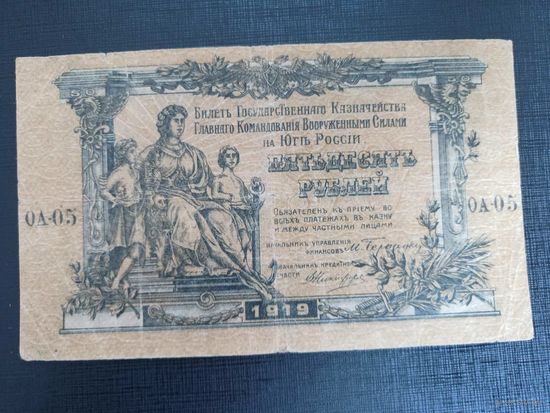 Билетъ Государственнаго Казначейства
Главнаго Командованія Вооруженными Силами
на Югѣ Россіи
ПЯТЬДЕСЯТЪ
РУБЛЕЙ
ОБЯЗАТЕЛЕНЪ КЪ ПРІЕМУ ВО
ВСѢХЪ ПЛАТЕЖАХЪ ВЪ КАЗНУ
И МЕЖДУ ЧАСТНЫМИ ЛИЦАМИ
ОА-05
ОА-05
НАЧАЛЬНИК УПРАВЛЕНІЯ
ФИНАНСОВЪ
НАЧАЛЬНИКЪ КРЕДИТНОЙ
ЧАСТИ
1919